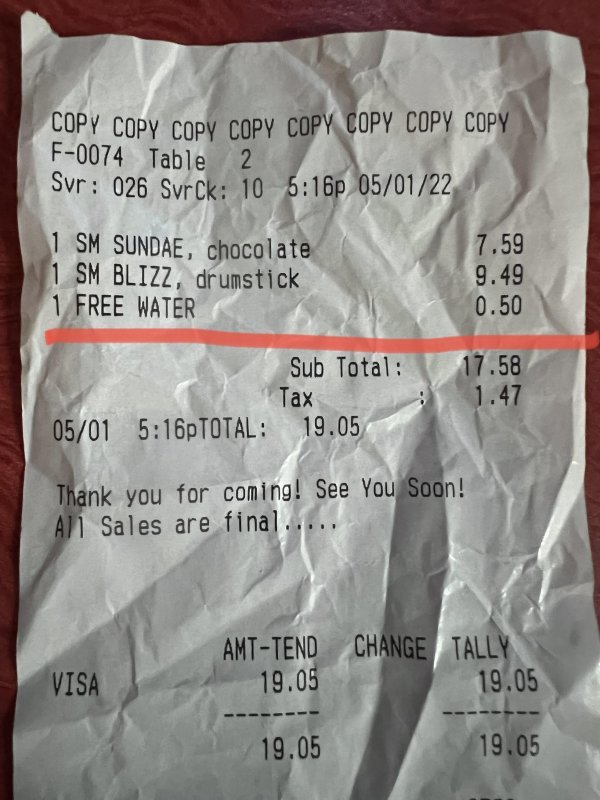 COPY COPY COPY COPY COPY COPY COPY COPY
F-0074 Table 2
Svr: 026 SvrCk: 10 5:16p 05/01/22
1 SM SUNDAE, chocolate 7.59
1 SM BLIZZ, drumstick 9.49
1 FREE WATER 0.50
Sub Total: 17.58
Tax : 1.47
05/01 5:16pTOTAL: 19.05
Thank you for coming! See You Soon!
All Sales are final.....
AMT-TEND CHANGE TALLY
VISA 19.05 19.05
-------- --------
19.05 19.05